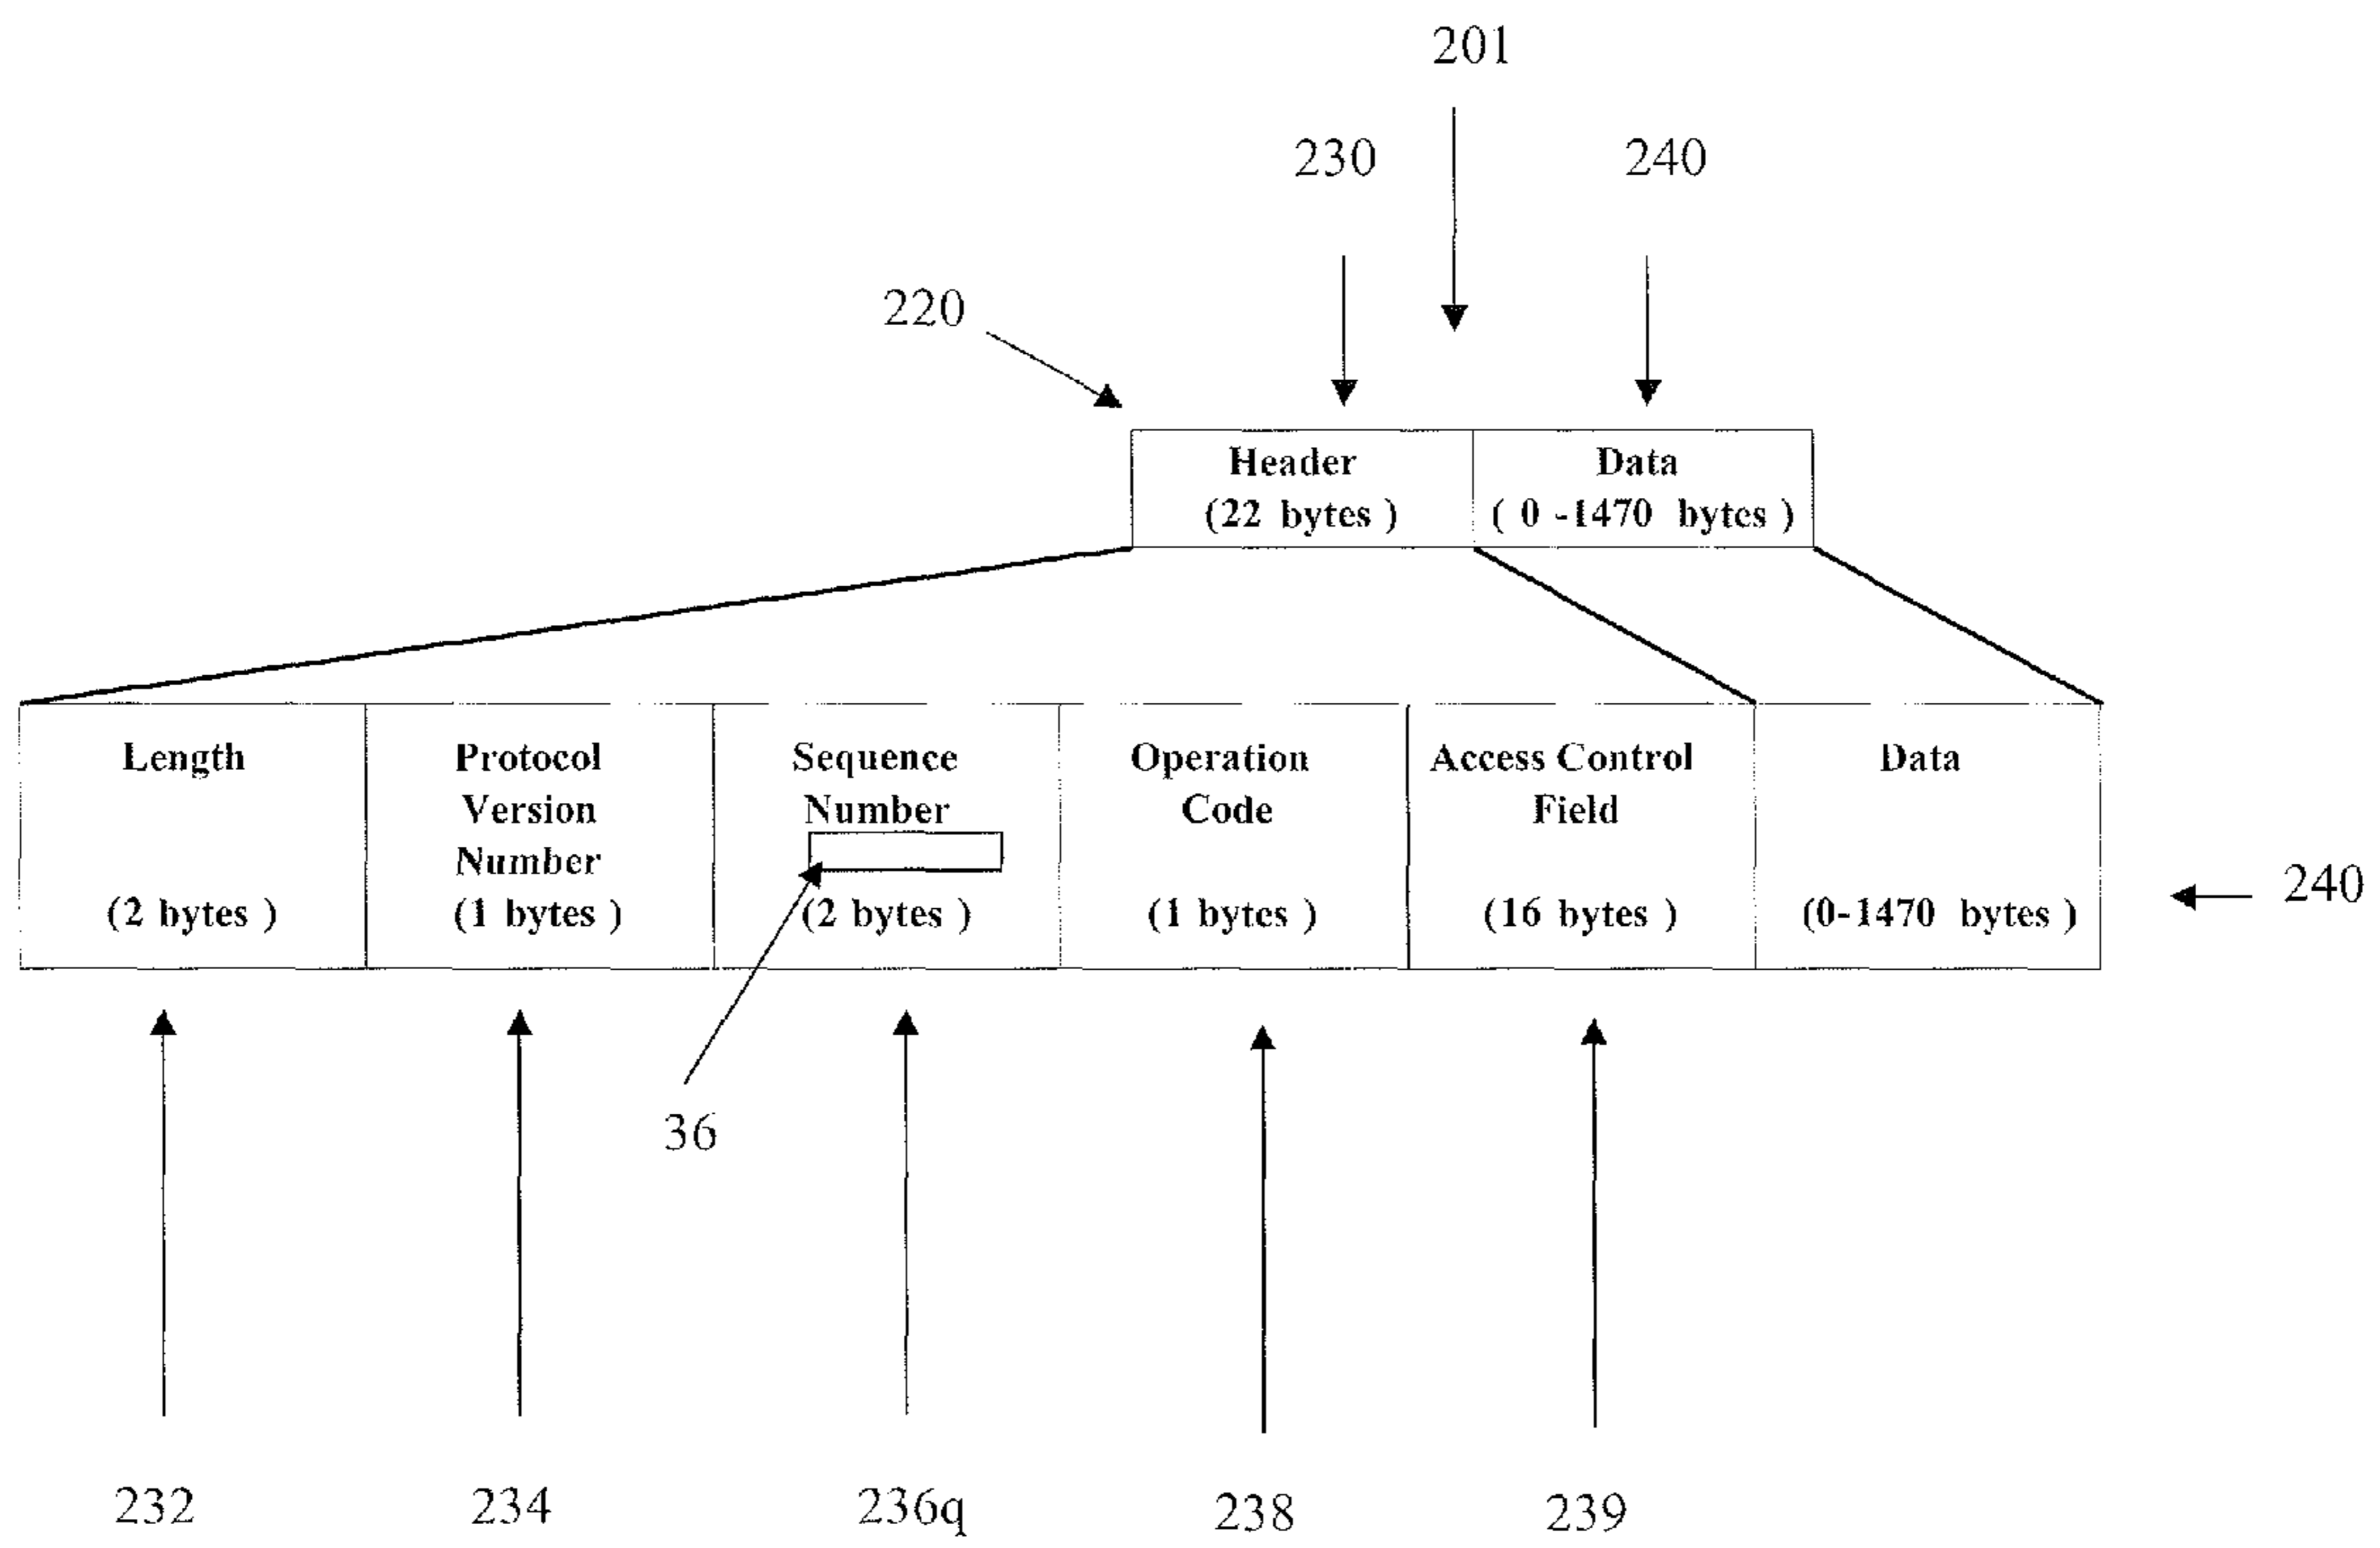 201
230
240
220
Header
(22 bytes )
Data
( 0 -1470 bytes )
Length
(2 bytes )
Protocol
Version
Number
(1 bytes )
Sequence
Number
(2 bytes )
Operation
Code
(1 bytes )
Access Control
Field
(16 bytes )
Data
(0-1470 bytes )
240
36
232
234
236q
238
239